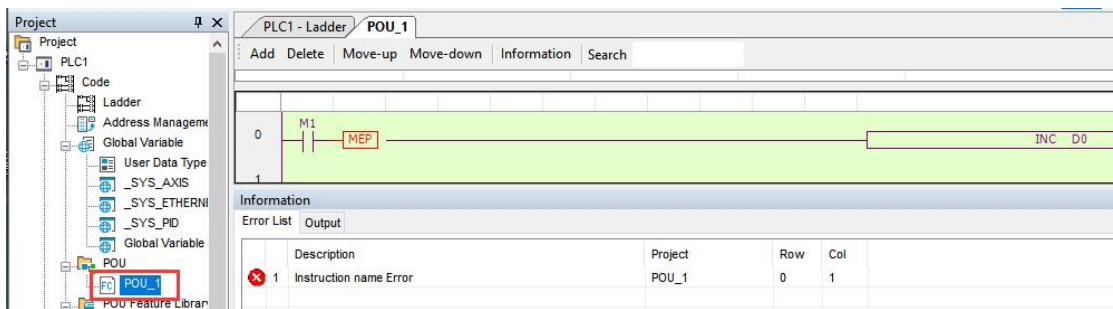 Project
Project
PLC1
Code
Ladder
Address Manageme
Global Variable
User Data Type
_SYS_AXIS
_SYS_ETHERNE
_SYS_PID
Global Variable
POU
FC POU_1
POU Feature Librar
PLC1 - Ladder POU_1
Add Delete Move-up Move-down Information Search
0 M1 MEP INC D0
1
Information
Error List Output
Description Project Row Col
1 Instruction name Error POU_1 0 1